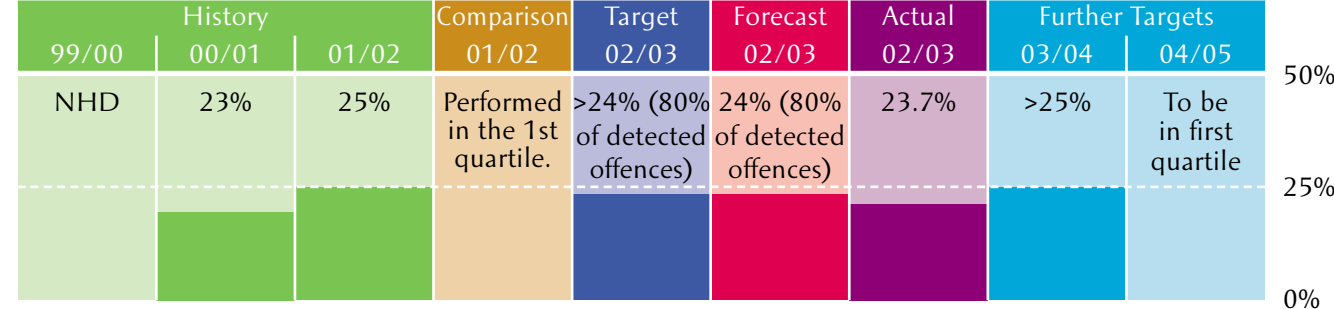 History Comparison Target Forecast Actual Further Targets
99/00 00/01 01/02 01/02 02/03 02/03 02/03 03/04 04/05
50%
NHD 23% 25% Performed >24% (80% 24% (80% 23.7% >25% To be
in the 1st of detected of detected in first
quartile. offences) offences) quartile
25%
0%